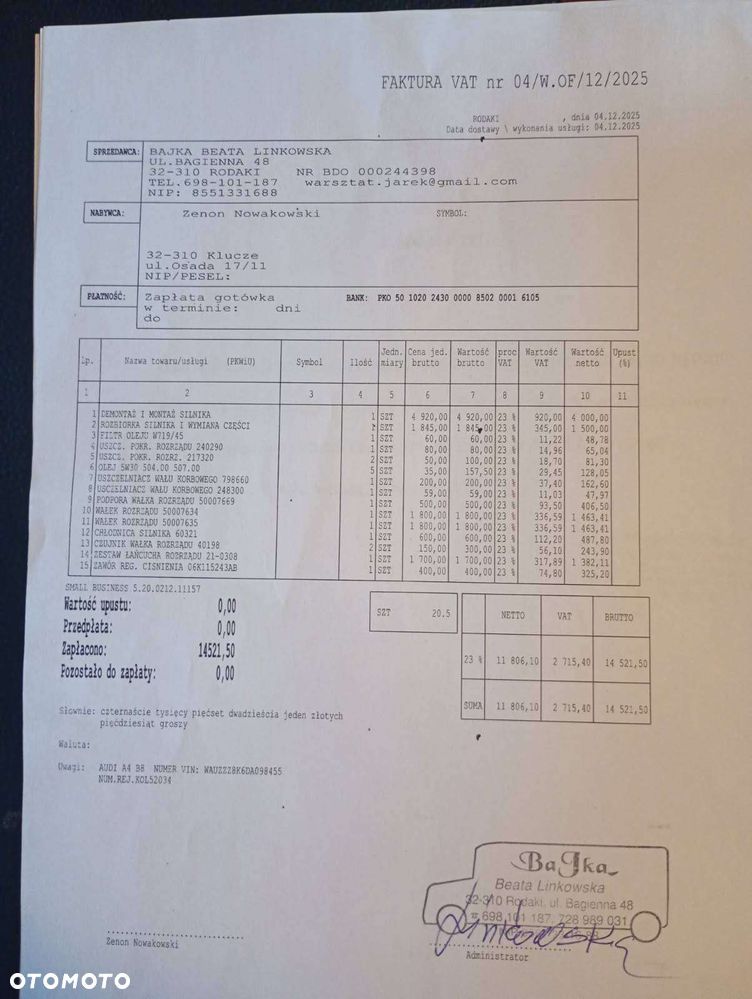 FAKTURA VAT nr 04/W.OF/12/2025
RODAKI , dnia 04.12.2025
Data dostawy \ wykonania usługi: 04.12.2025
SPRZEDAWCA: BAJKA BEATA LINKOWSKA
UL.BAGIENNA 48
32-310 RODAKI NR BDO 000244398
TEL.698-101-187 warsztat.jarek@gmail.com
NIP: 8551331688
NABYWCA: Zenon Nowakowski SYMBOL:
32-310 Klucze
ul.Osada 17/11
NIP/PESEL:
PŁATNOŚĆ: Zapłata gotówka BANK: PKO 50 1020 2430 0000 8502 0001 6105
w terminie: dni
do
Lp. Nazwa towaru/usługi (PKWiU) Symbol Ilość Jedn. miary Cena jed. brutto Wartość brutto proc VAT Wartość VAT Wartość netto Upust (%)
1 2 3 4 5 6 7 8 9 10 11
1 DEMONTAŻ I MONTAŻ SILNIKA 1 SZT 4 920,00 4 920,00 23 % 920,00 4 000,00
2 ROZBIORKA SILNIKA I WYMIANA CZĘŚCI 1 SZT 1 845,00 1 845,00 23 % 345,00 1 500,00
3 FILTR OLEJU W719/45 1 SZT 60,00 60,00 23 % 11,22 48,78
4 USZCZ. POKR. ROZRZĄDU 240290 1 SZT 80,00 80,00 23 % 14,96 65,04
5 USZCZ. POKR. ROZRZ. 217320 2 SZT 50,00 100,00 23 % 18,70 81,30
6 OLEJ 5W30 504.00 507.00 5 SZT 35,00 157,50 23 % 29,45 128,05
7 USZCZELNIACZ WAŁU KORBOWEGO 798660 1 SZT 200,00 200,00 23 % 37,40 162,60
8 USCZELNIACZ WAŁU KORBOWEGO 248300 1 SZT 59,00 59,00 23 % 11,03 47,97
9 PODPORA WAŁKA ROZRZĄDU 50007669 1 SZT 500,00 500,00 23 % 93,50 406,50
10 WAŁEK ROZRZĄDU 50007634 1 SZT 1 800,00 1 800,00 23 % 336,59 1 463,41
11 WAŁEK ROZRZĄDU 50007635 1 SZT 1 800,00 1 800,00 23 % 336,59 1 463,41
12 CHŁODNICA SILNIKA 60321 1 SZT 600,00 600,00 23 % 112,20 487,80
13 CZUJNIK WAŁKA ROZRZĄDU 40198 2 SZT 150,00 300,00 23 % 56,10 243,90
14 ZESTAW ŁAŃCUCHA ROZRZĄDU 21-0308 1 SZT 1 700,00 1 700,00 23 % 317,89 1 382,11
15 ZAWÓR REG. CISNIENIA 06K115243AB 1 SZT 400,00 400,00 23 % 74,80 325,20
SMALL BUSINESS 5.20.0212.11157
Wartość upustu: 0,00
Przedpłata: 0,00
Zapłacono: 14521,50
Pozostało do zapłaty: 0,00
SZT 20.5
NETTO VAT BRUTTO
23 % 11 806,10 2 715,40 14 521,50
SUMA 11 806,10 2 715,40 14 521,50
Słownie: czternaście tysięcy pięćset dwadzieścia jeden złotych
pięćdziesiąt groszy
Waluta:
Uwagi: AUDI A4 B8 NUMER VIN: WAUZZZ8K6DA098455
NUM.REJ.KOL52034
BaJka
Beata Linkowska
32-310 Rodaki, ul. Bagienna 48
698 101 187, 728 989 031
Zenon Nowakowski
Administrator
OTOMOTO